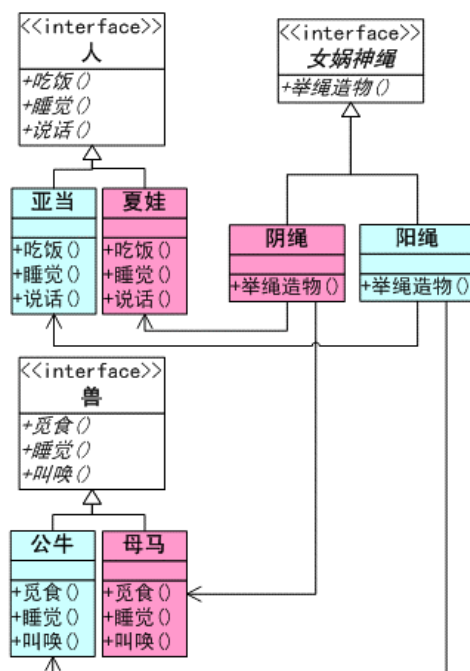 <<interface>>
人
+吃饭()
+睡觉()
+说话()
<<interface>>
女娲神绳
+举绳造物()
亚当
+吃饭()
+睡觉()
+说话()
夏娃
+吃饭()
+睡觉()
+说话()
阴绳
+举绳造物()
阳绳
+举绳造物()
<<interface>>
兽
+觅食()
+睡觉()
+叫唤()
公牛
+觅食()
+睡觉()
+叫唤()
母马
+觅食()
+睡觉()
+叫唤()